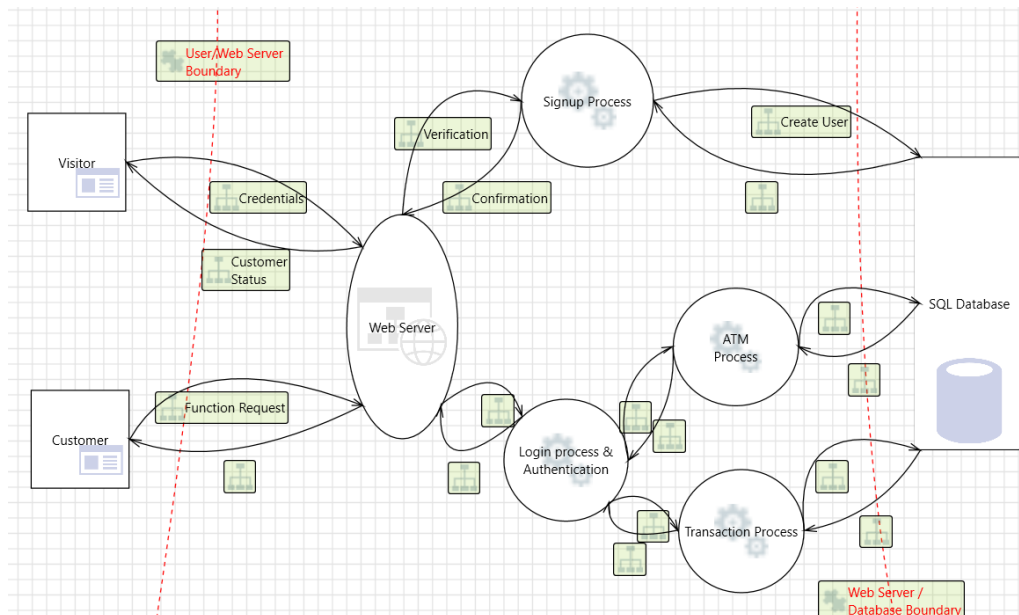 User/Web Server
Boundary
Signup Process
Create User
Verification
Visitor
Credentials
Confirmation
Customer
Status
SQL Database
Web Server
ATM
Process
Function Request
Customer
Login process &
Authentication
Transaction Process
Web Server /
Database Boundary